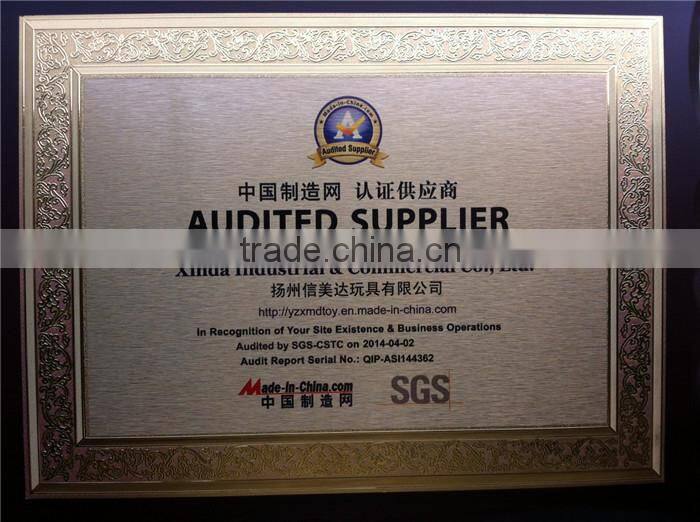 Made-in-China.com
Audited Supplier
中国制造网 认证供应商
AUDITED SUPPLIER
trade.china.cn
Xinda Industrial & Commercial Co., Ltd.
扬州信美达玩具有限公司
http://yzxmdtoy.en.made-in-china.com
In Recognition of Your Site Existence & Business Operations
Audited by SGS-CSTC on 2014-04-02
Audit Report Serial No.: QIP-ASI144362
Made-in-China.com
中国制造网
SGS